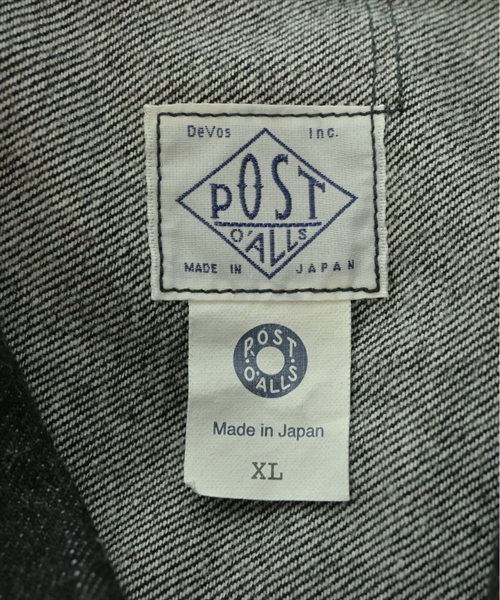 DeVos Inc.
POST
O'ALLS
MADE IN JAPAN
POST
O'ALLS
Made in Japan
XL